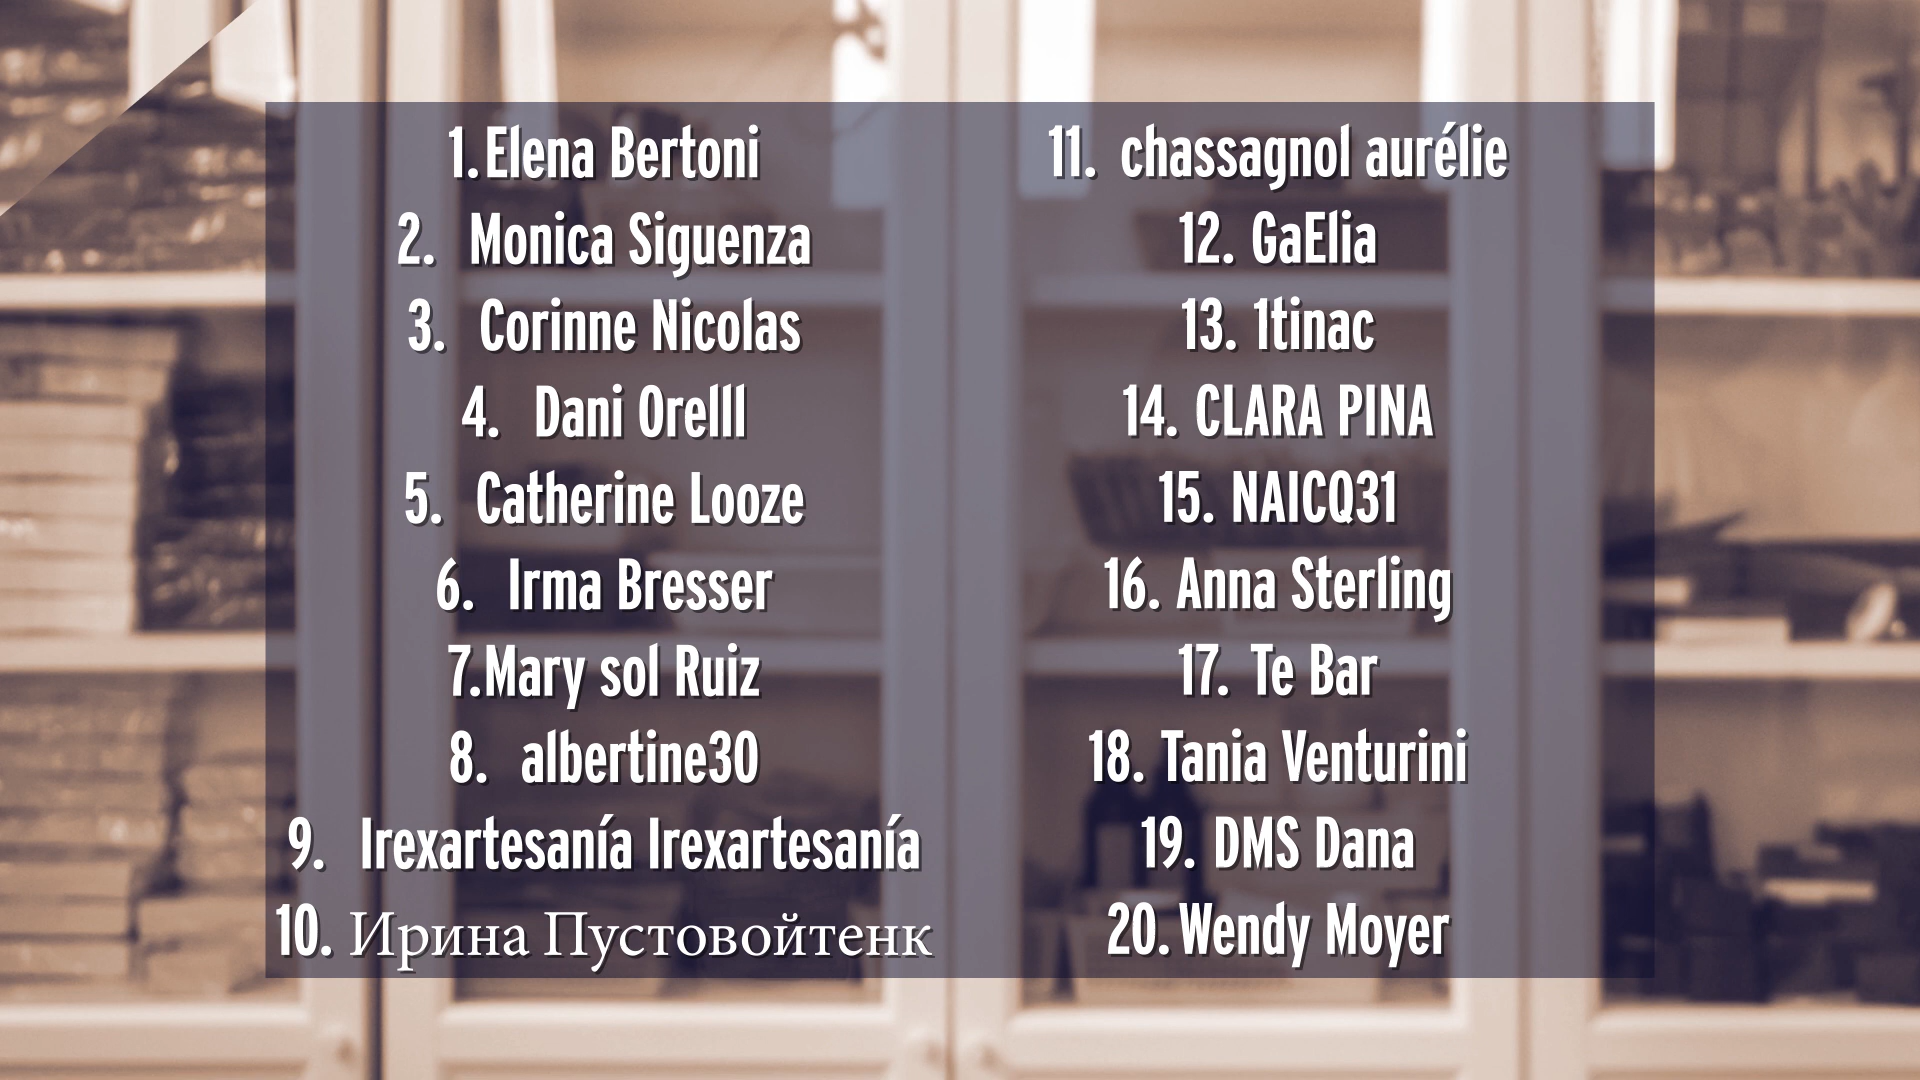 1. Elena Bertoni
2. Monica Siguenza
3. Corinne Nicolas
4. Dani Orelll
5. Catherine Looze
6. Irma Bresser
7. Mary sol Ruiz
8. albertine30
9. Irexartesanía Irexartesanía
10. Ирина Пустовойтенк
11. chassagnol aurélie
12. GaElia
13. 1tinac
14. CLARA PINA
15. NAICQ31
16. Anna Sterling
17. Te Bar
18. Tania Venturini
19. DMS Dana
20. Wendy Moyer